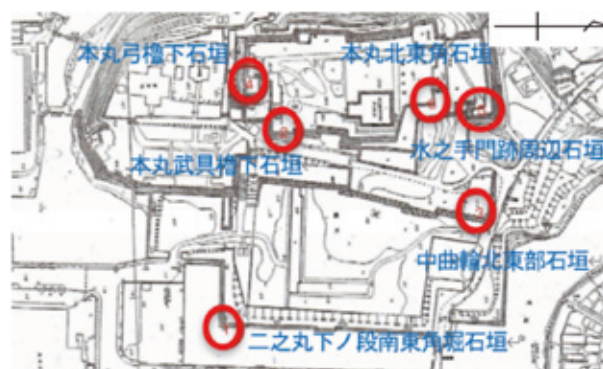 本丸弓櫓下石垣
本丸北東角石垣
水之手門跡周辺石垣
本丸武具櫓下石垣
中曲輪北東部石垣
二之丸下ノ段南東角堀石垣